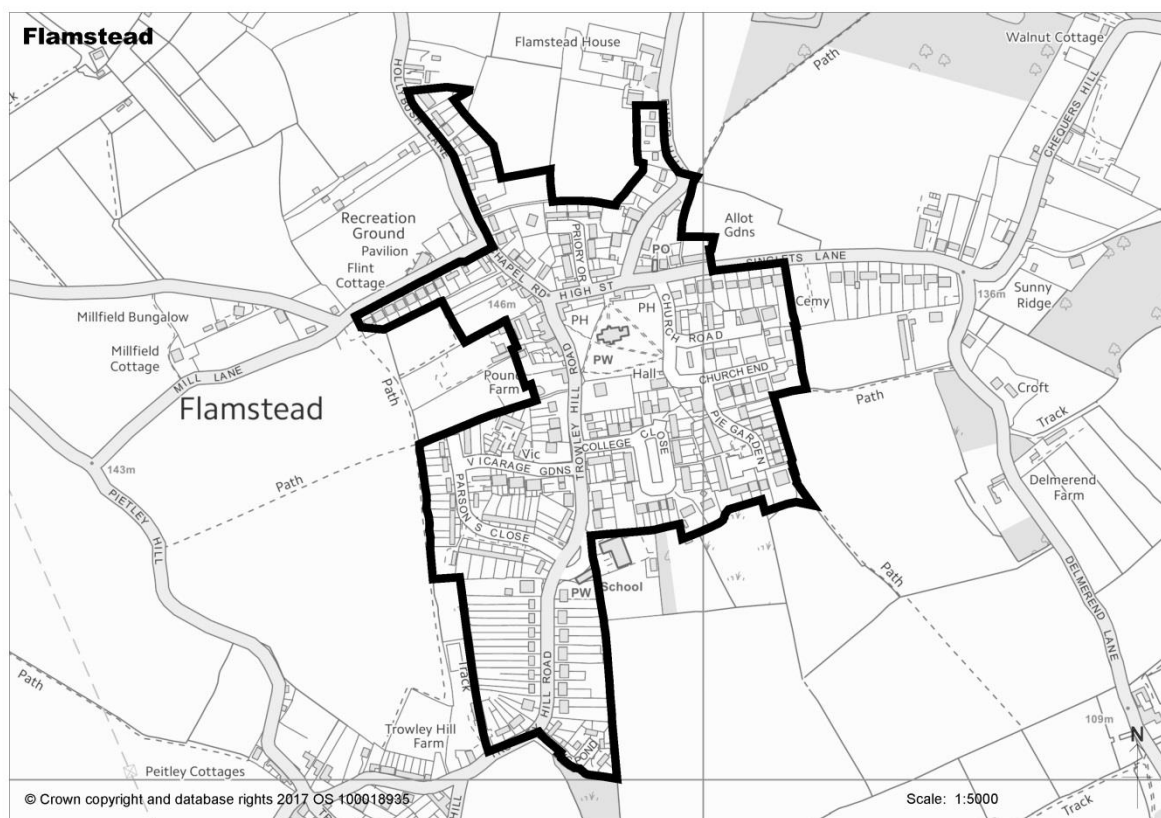 Flamstead
Flamstead House
Walnut Cottage
Path
HOLLYBUSH LANE
CHEQUERS HILL
Recreation
Ground
Pavilion
Flint
Cottage
Allot
Gdns
PO
SINGLETS LANE
PRIORY OR
CHAPEL RD
HIGH ST
146m
136m
Sunny
Ridge
Cemy
Millfield Bungalow
Millfield
Cottage
MILL LANE
PH
PH
CHURCH
ROAD
PW
Hall
CHURCH END
Pound
Farm
Path
Path
Croft
Track
Flamstead
TROWLEY HILL ROAD
Vic
VICARAGE GDNS
COLLEGE
CLOSE
PIE GARDEN
143m
Path
Delmerend
Farm
PIETLEY HILL
PARSON S CLOSE
Path
DELMEREND LANE
PW
School
Track
HILL ROAD
Path
Trowley Hill
Farm
POND
109m
N
Peitley Cottages
HILL
Track
© Crown copyright and database rights 2017 OS 100018935
Scale: 1:5000